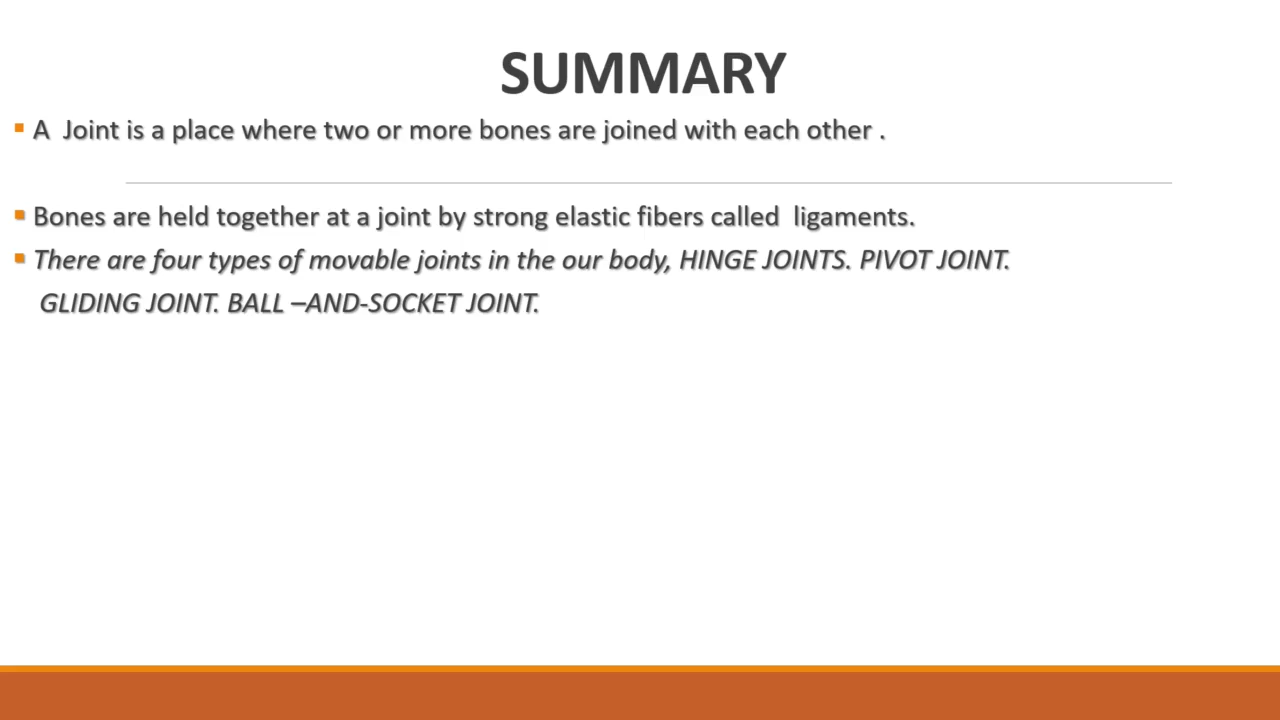 SUMMARY
A  Joint is a place where two or more bones are joined with each other .
Bones are held together at a joint by strong elastic fibers called  ligaments.
There are four types of movable joints in the our body, HINGE JOINTS. PIVOT JOINT.
GLIDING JOINT. BALL –AND-SOCKET JOINT.